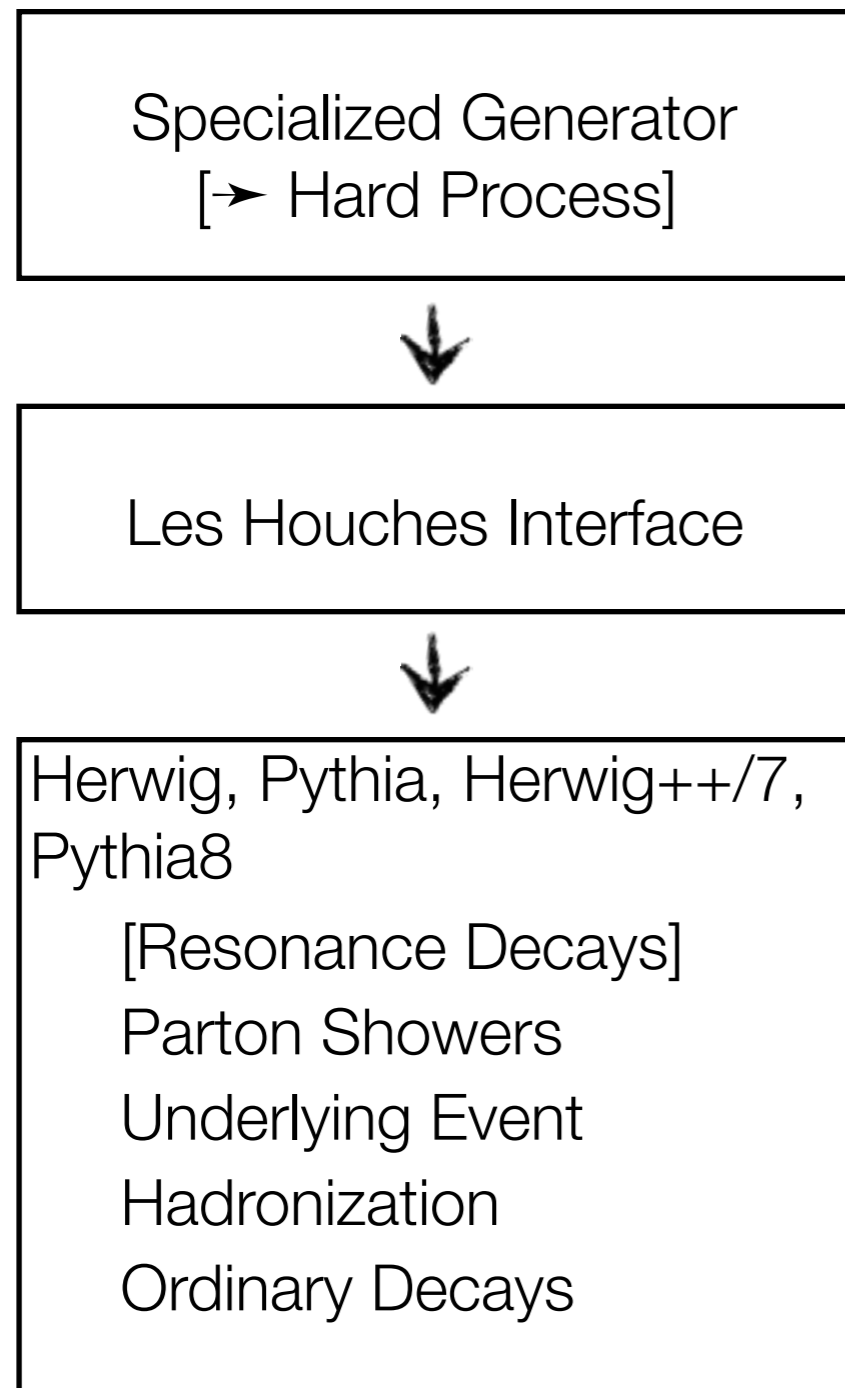 Specialized Generator
[➛ Hard Process]
Les Houches Interface
Herwig, Pythia, Herwig++/7,
Pythia8
[Resonance Decays]
Parton Showers
Underlying Event
Hadronization
Ordinary Decays